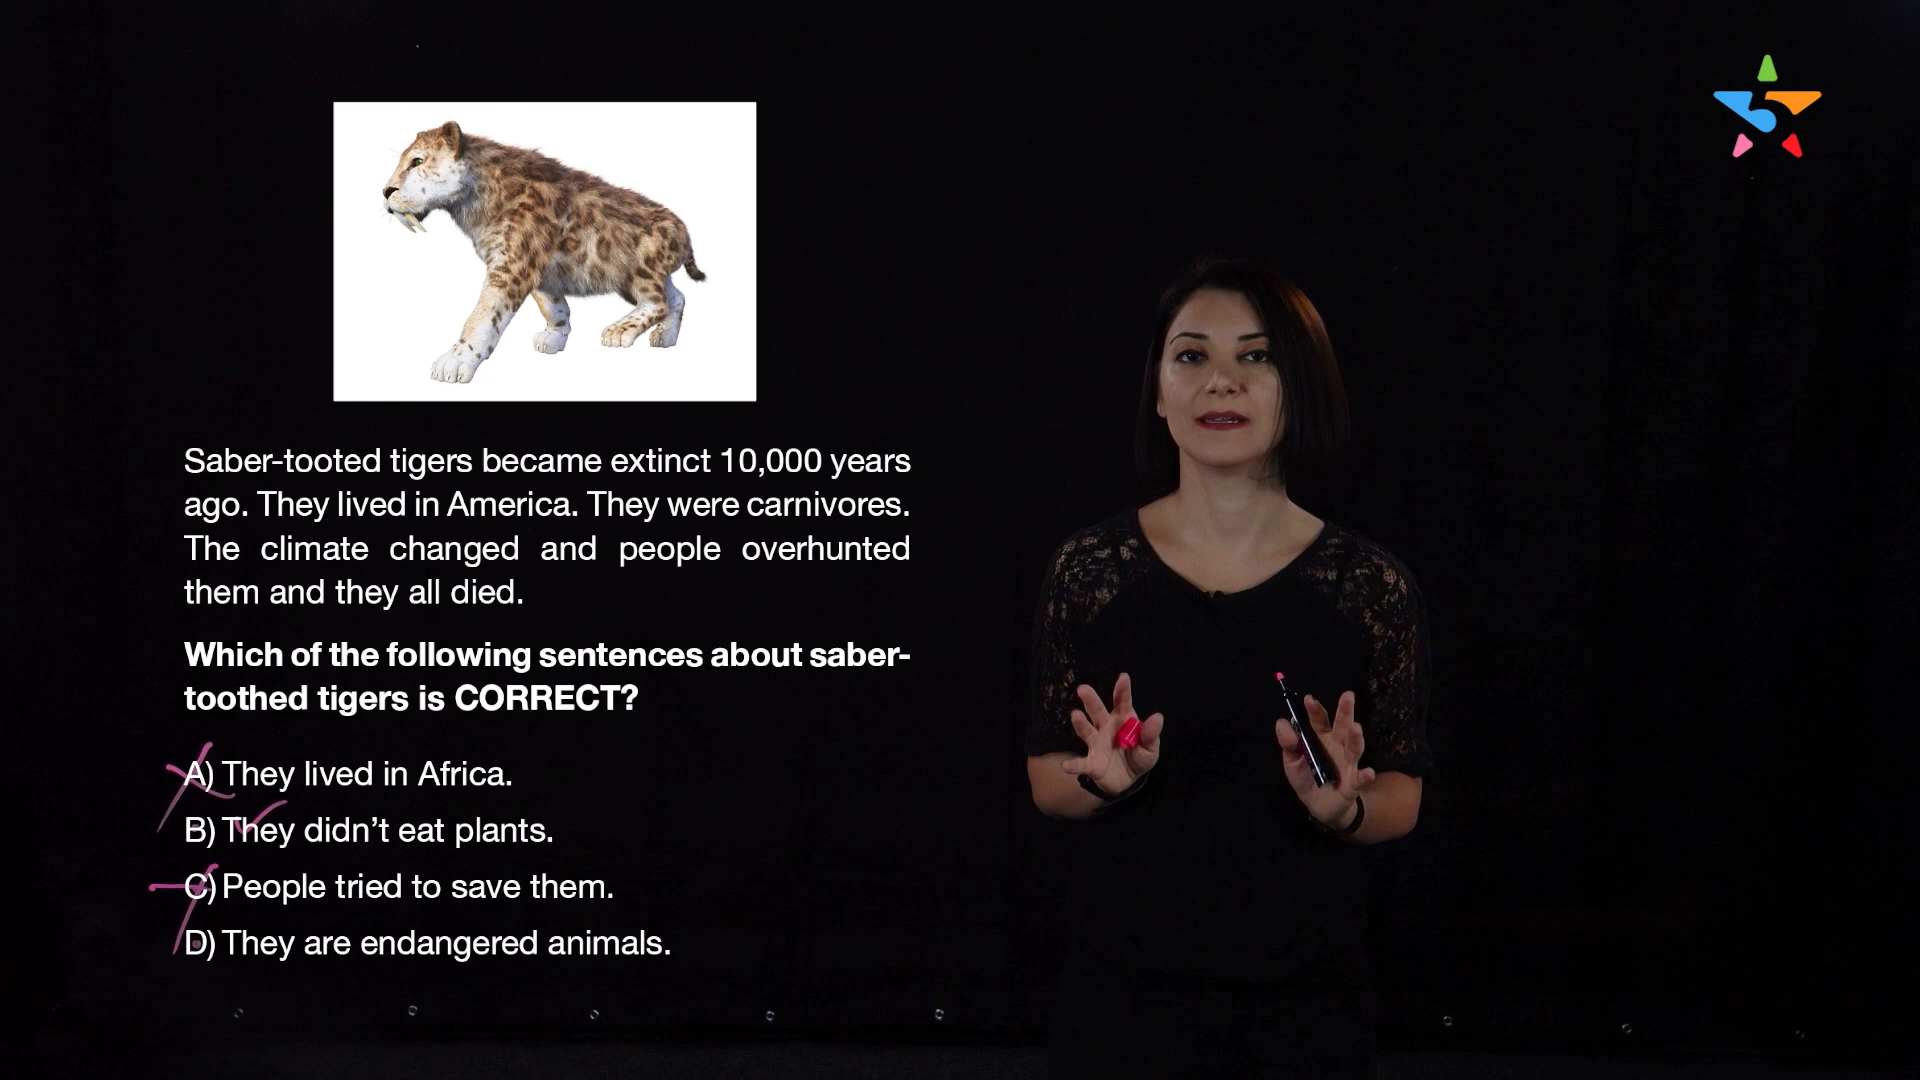 Saber-tooted tigers became extinct 10,000 years
ago. They lived in America. They were carnivores.
The climate changed and people overhunted
them and they all died.
Which of the following sentences about saber-
toothed tigers is CORRECT?
A) They lived in Africa.
B) They didn't eat plants.
C) People tried to save them.
D) They are endangered animals.